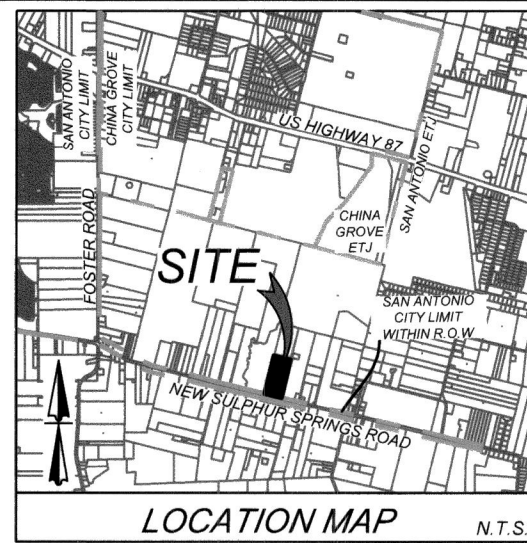 SAN ANTONIO
CITY LIMIT
CHINA GROVE
CITY LIMIT
US HIGHWAY 87
FOSTER ROAD
SAN ANTONIO ETJ
CHINA
GROVE
ETJ
SITE
SAN ANTONIO
CITY LIMIT
WITHIN R.O.W
NEW SULPHUR SPRINGS ROAD
LOCATION MAP
N.T.S.